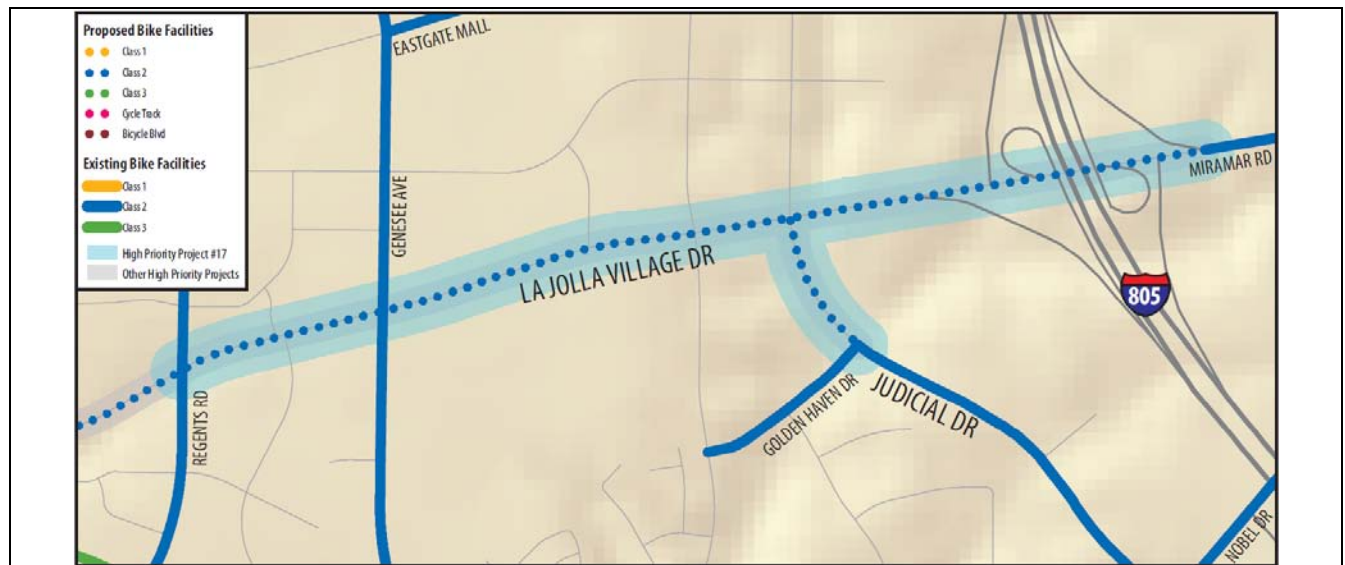 Proposed Bike Facilities
Class 1
Class 2
Class 3
Cycle Track
Bicycle Blvd
Existing Bike Facilities
Class 1
Class 2
Class 3
High Priority Project #17
Other High Priority Projects
EASTGATE MALL
GENESEE AVE
MIRAMAR RD
LA JOLLA VILLAGE DR
805
REGENTS RD
GOLDEN HAVEN DR
JUDICIAL DR
NOBEL DR